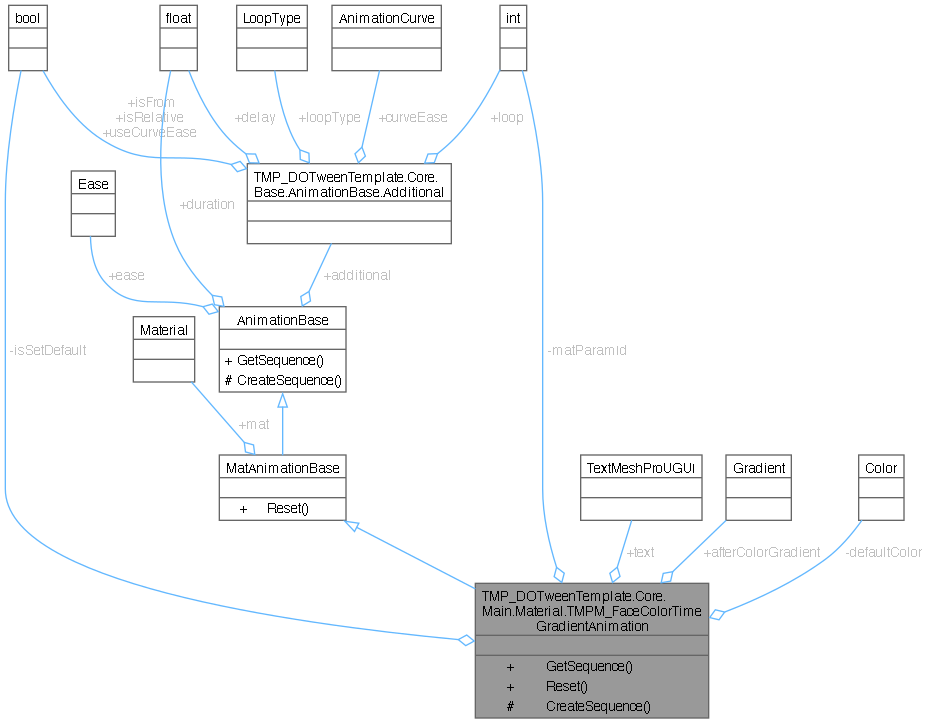 bool
float
LoopType
AnimationCurve
int
+isFrom
+isRelative
+useCurveEase
+delay
+loopType
+curveEase
+loop
TMP_DOTweenTemplate.Core.
Base.AnimationBase.Additional
Ease
+duration
+ease
+additional
AnimationBase
+ GetSequence()
# CreateSequence()
Material
-isSetDefault
-matParamId
+mat
MatAnimationBase
+ Reset()
TextMeshProUGUI
Gradient
Color
+text
+afterColorGradient
-defaultColor
TMP_DOTweenTemplate.Core.
Main.Material.TMPM_FaceColorTime
GradientAnimation
+ GetSequence()
+ Reset()
# CreateSequence()